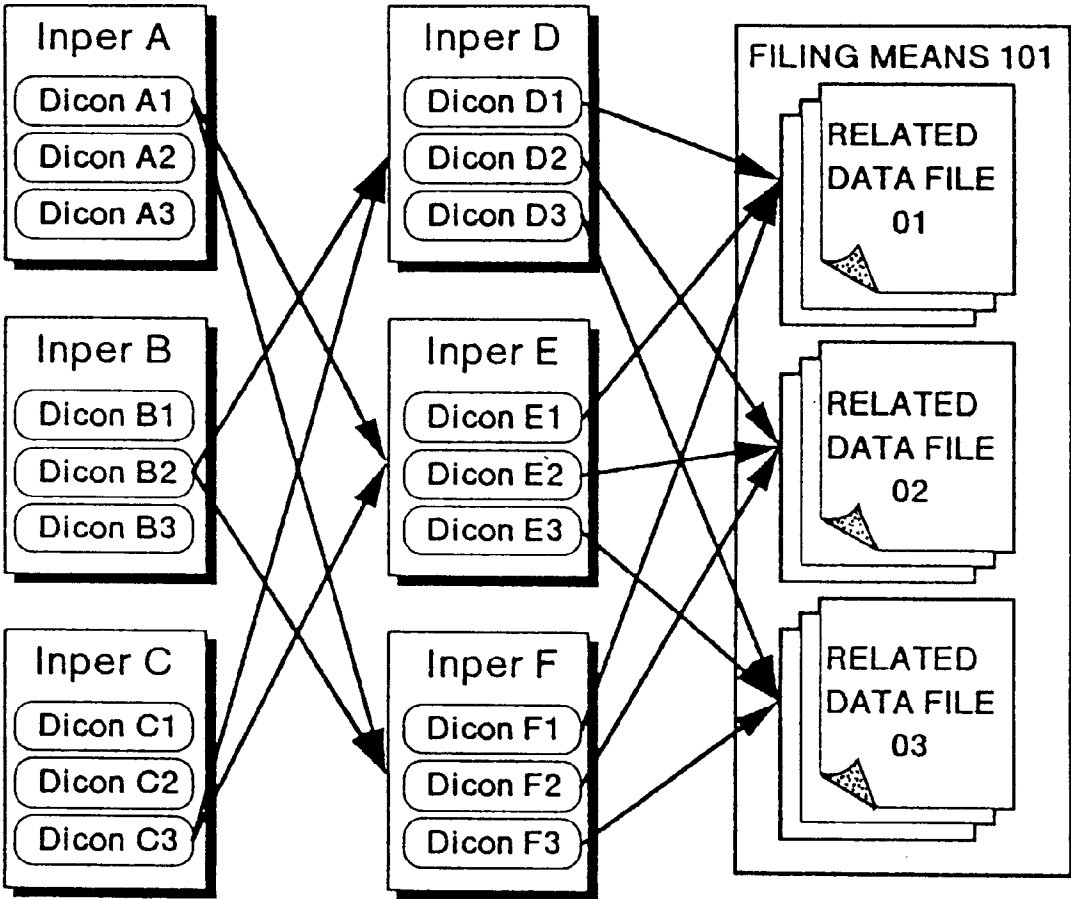 Inper A
Dicon A1
Dicon A2
Dicon A3
Inper B
Dicon B1
Dicon B2
Dicon B3
Inper C
Dicon C1
Dicon C2
Dicon C3
Inper D
Dicon D1
Dicon D2
Dicon D3
Inper E
Dicon E1
Dicon E2
Dicon E3
Inper F
Dicon F1
Dicon F2
Dicon F3
FILING MEANS 101
RELATED
DATA FILE
01
RELATED
DATA FILE
02
RELATED
DATA FILE
03